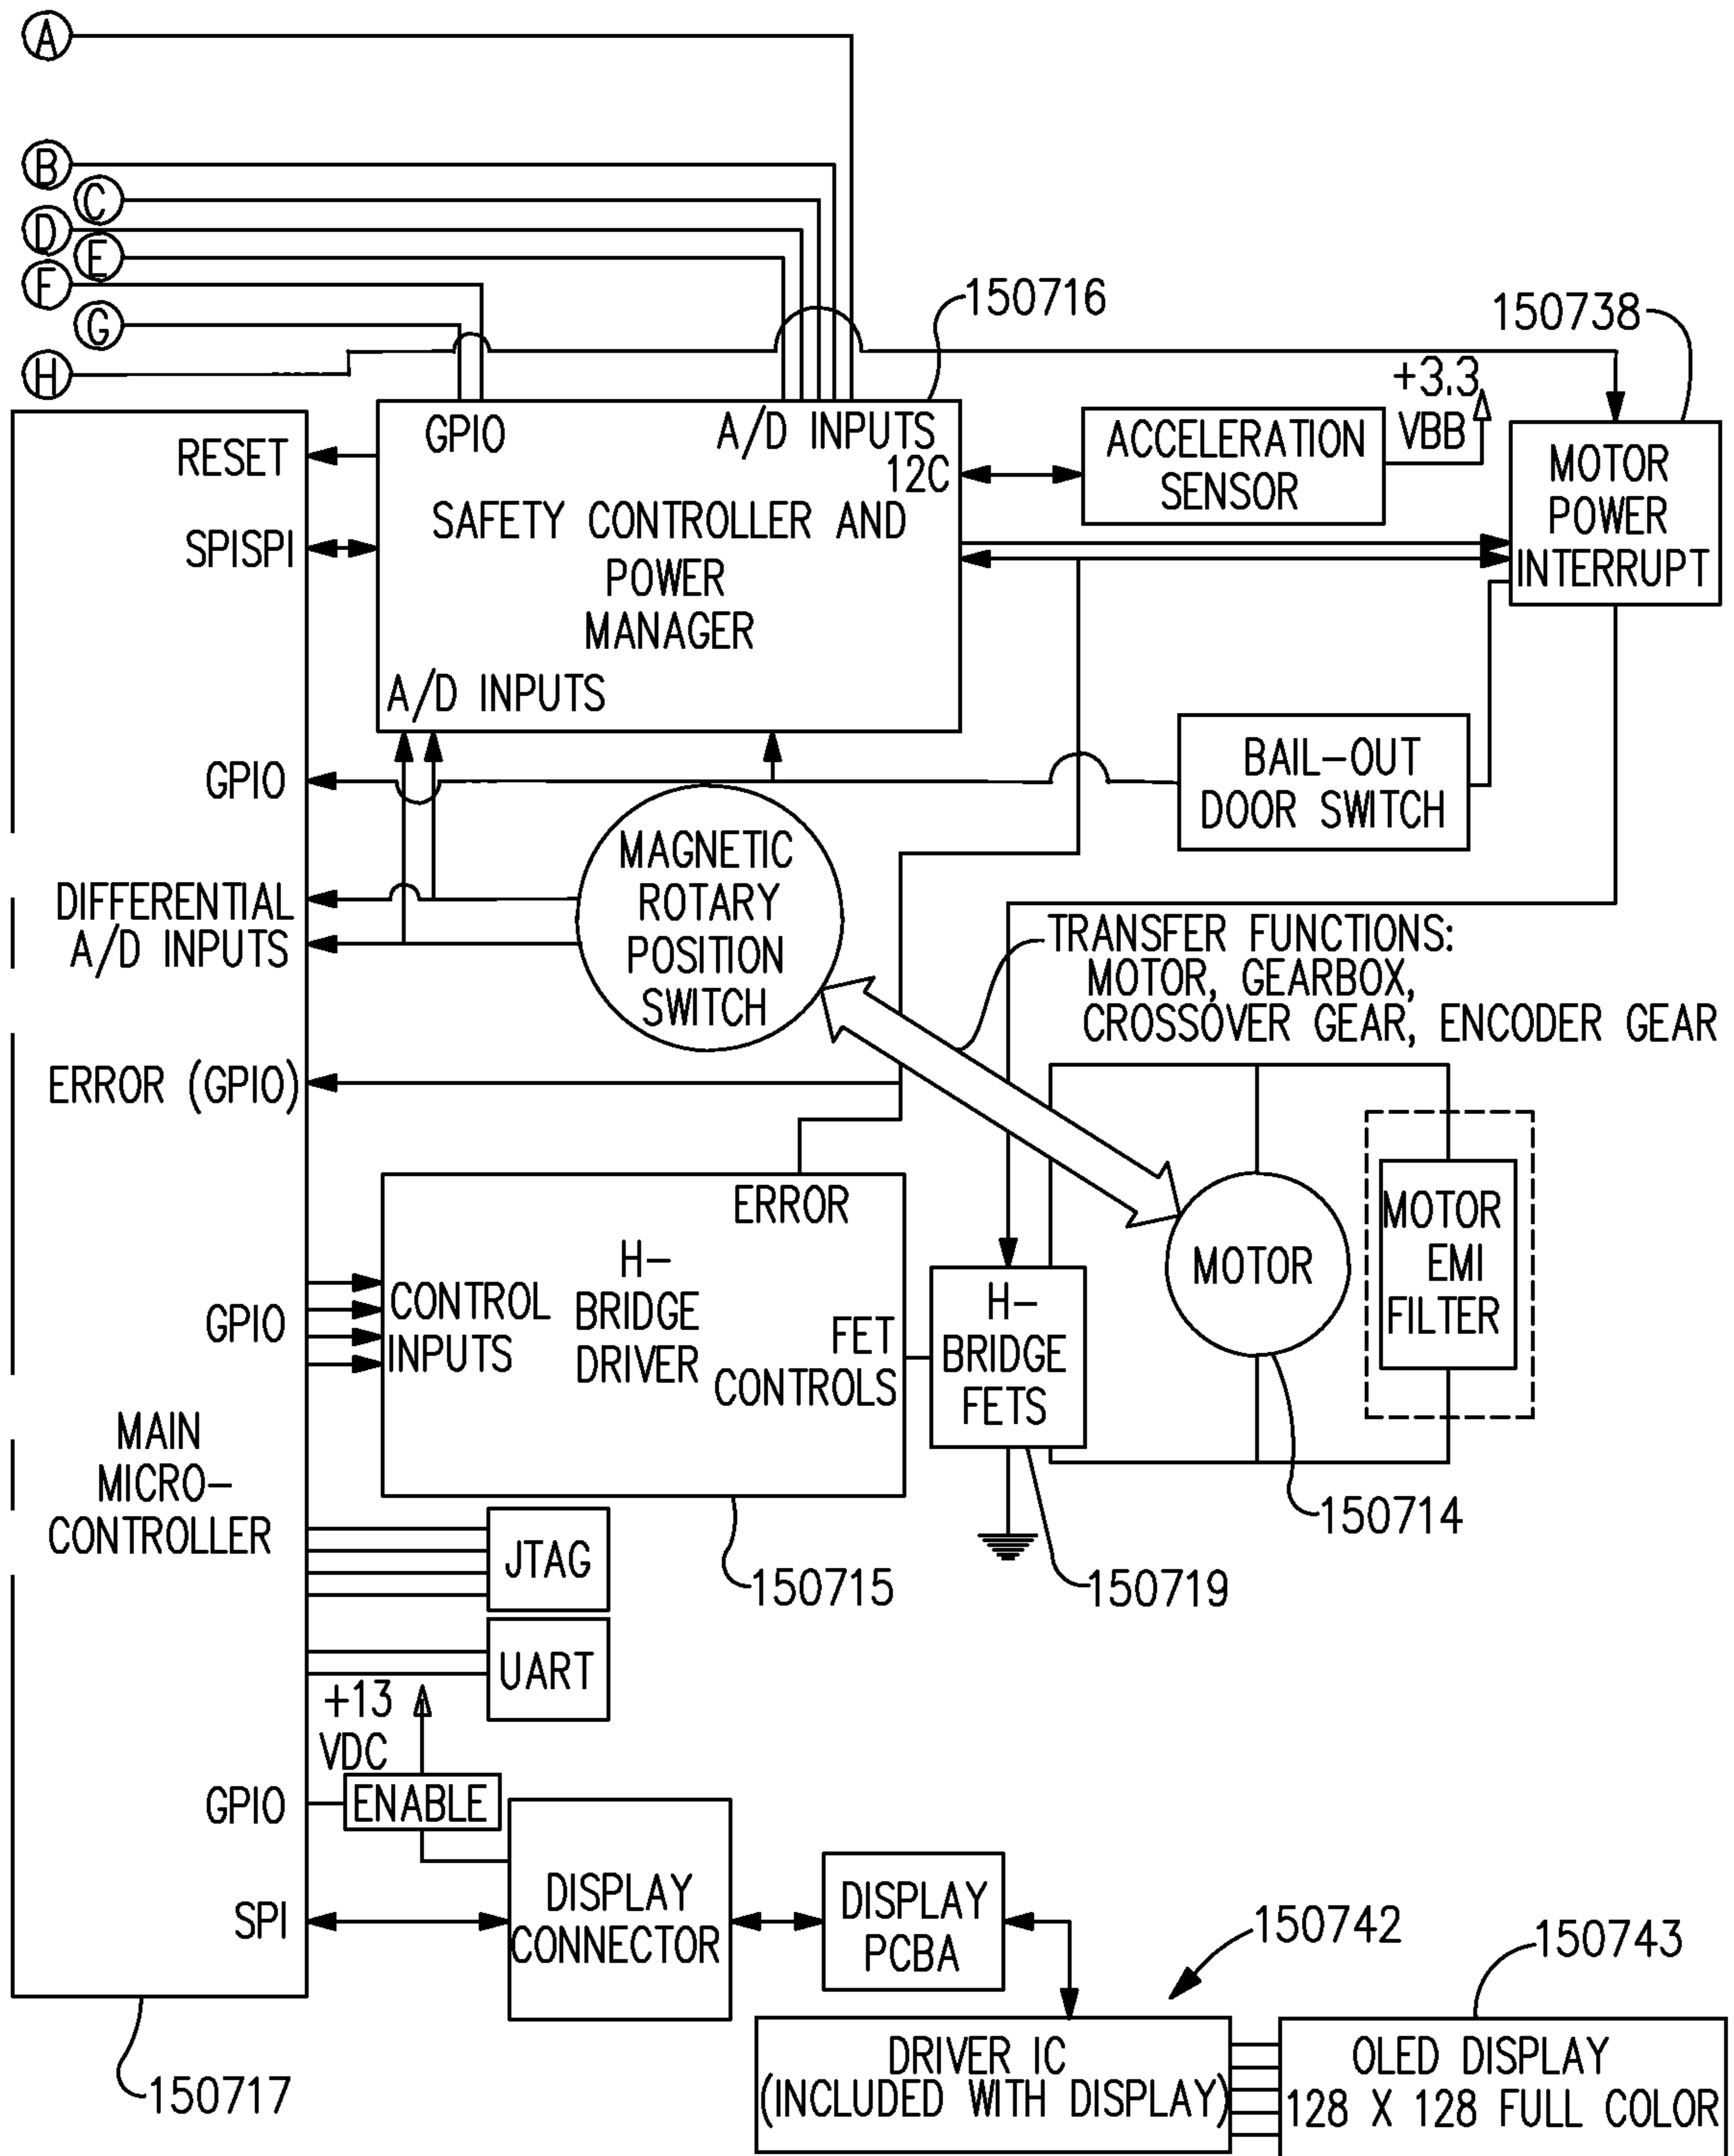 A
B
C
D
E
F
G
H
150716
150738
+3.3
VBB
RESET
SPISPI
GPIO
DIFFERENTIAL
A/D INPUTS
ERROR (GPIO)
GPIO
MAIN
MICRO-
CONTROLLER
GPIO
SPI
150717
GPIO
A/D INPUTS
12C
SAFETY CONTROLLER AND
POWER
MANAGER
A/D INPUTS
ACCELERATION
SENSOR
MOTOR
POWER
INTERRUPT
BAIL-OUT
DOOR SWITCH
MAGNETIC
ROTARY
POSITION
SWITCH
TRANSFER FUNCTIONS:
MOTOR, GEARBOX,
CROSSOVER GEAR, ENCODER GEAR
ERROR
CONTROL
INPUTS
H-
BRIDGE
DRIVER
FET
CONTROLS
H-
BRIDGE
FETS
MOTOR
MOTOR
EMI
FILTER
150714
150715
150719
JTAG
UART
+13
VDC
ENABLE
DISPLAY
CONNECTOR
DISPLAY
PCBA
150742
150743
DRIVER IC
(INCLUDED WITH DISPLAY)
OLED DISPLAY
128 X 128 FULL COLOR